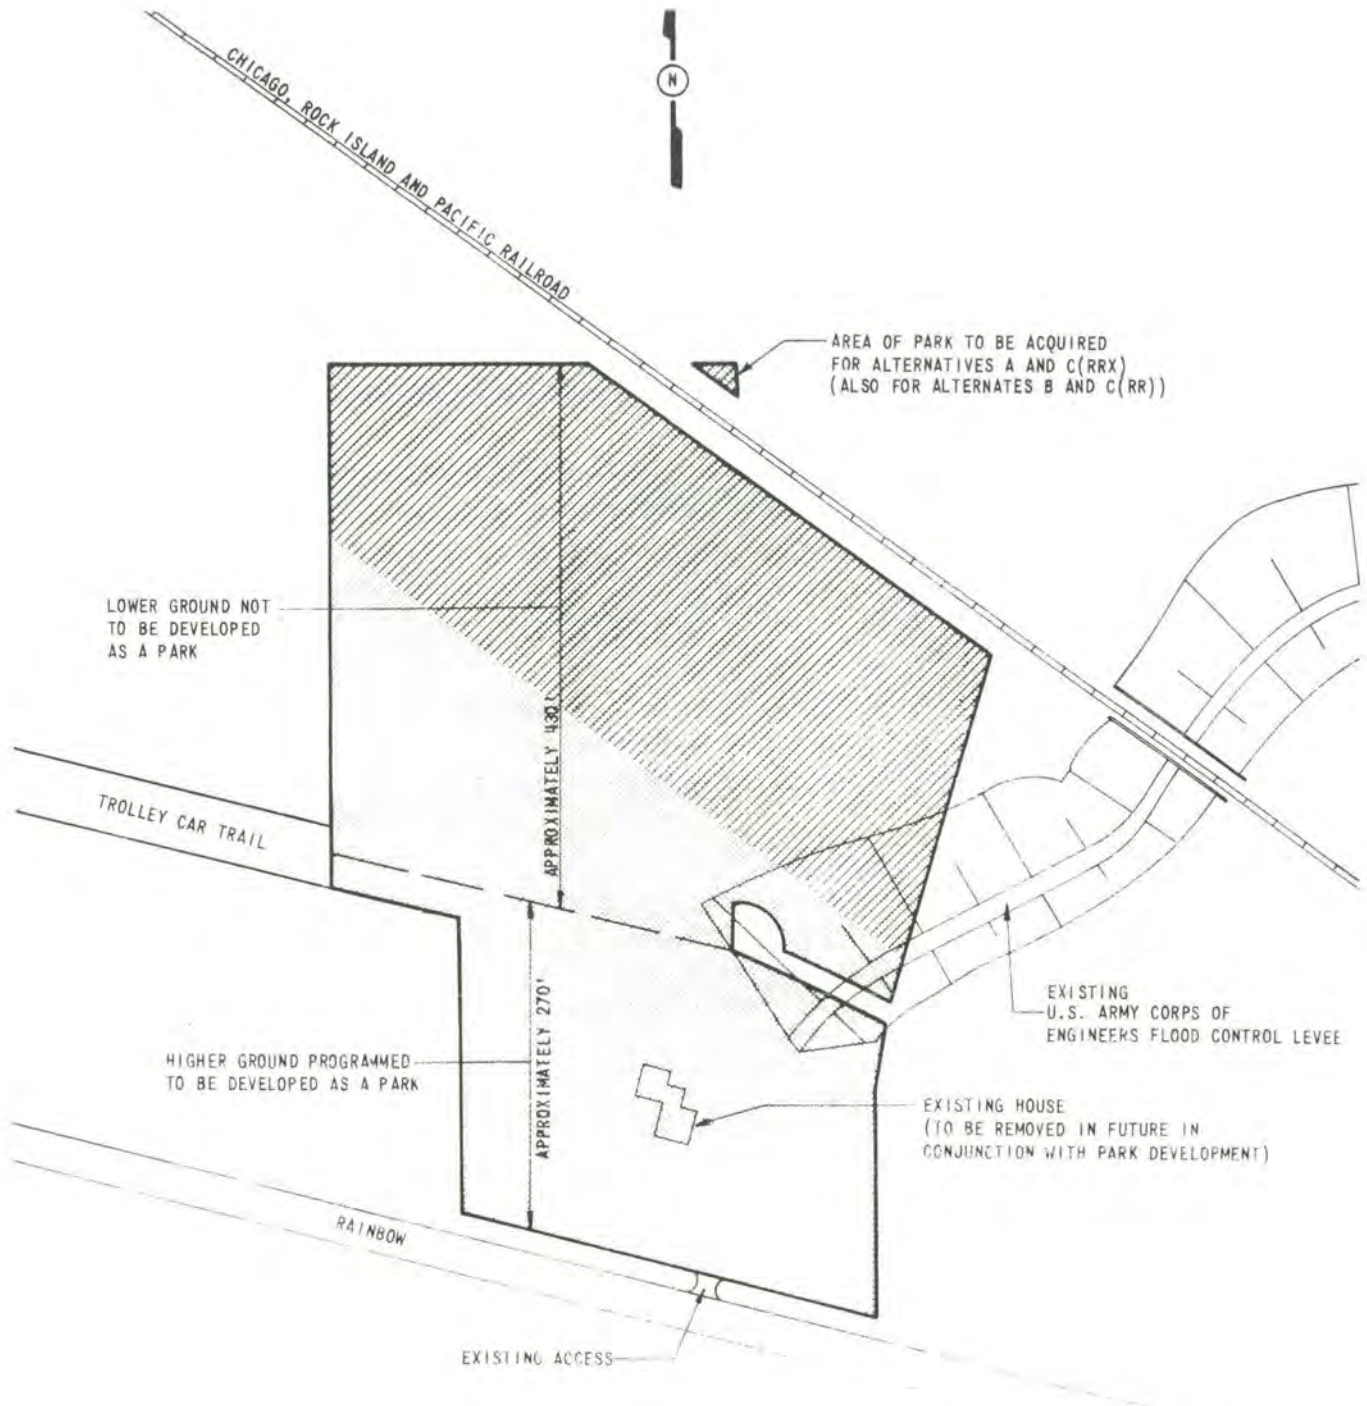 N
CHICAGO, ROCK ISLAND AND PACIFIC RAILROAD
AREA OF PARK TO BE ACQUIRED
FOR ALTERNATIVES A AND C(RRX)
(ALSO FOR ALTERNATES B AND C(RR))
LOWER GROUND NOT
TO BE DEVELOPED
AS A PARK
APPROXIMATELY 430'
TROLLEY CAR TRAIL
APPROXIMATELY 270'
EXISTING
U.S. ARMY CORPS OF
ENGINEERS FLOOD CONTROL LEVEE
HIGHER GROUND PROGRAMMED
TO BE DEVELOPED AS A PARK
EXISTING HOUSE
(TO BE REMOVED IN FUTURE IN
CONJUNCTION WITH PARK DEVELOPMENT)
RAINBOW
EXISTING ACCESS